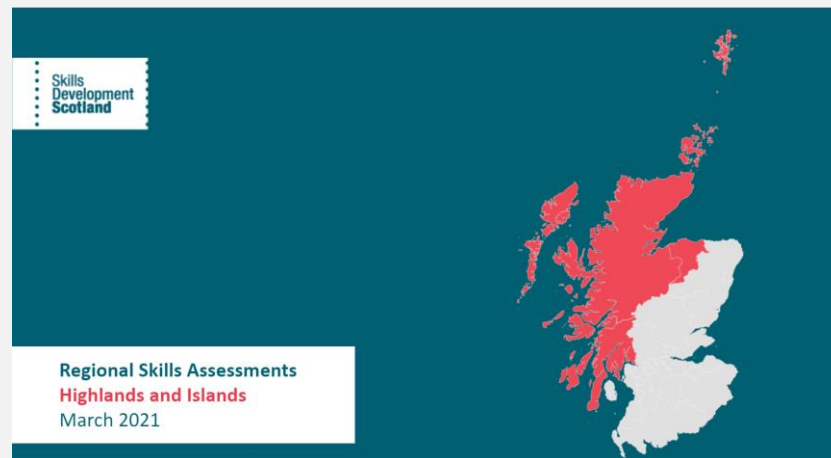 Skills
Development
Scotland
Regional Skills Assessments
Highlands and Islands
March 2021